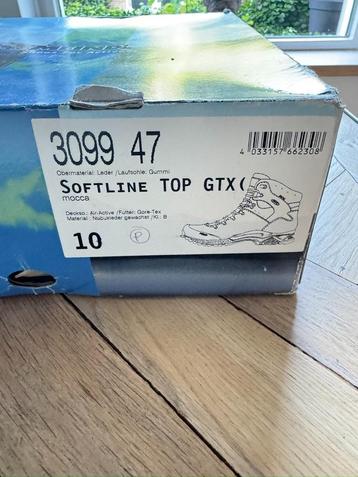 3099 47
Obermaterial: Leder /Laufsohle: Gummi
SOFTLINE TOP GTX(
mocca
Deckso.: Air-Active /Futter: Gore-Tex
Material: Nubukleder gewachst /Kl.: B
10
P
4 033157 662308